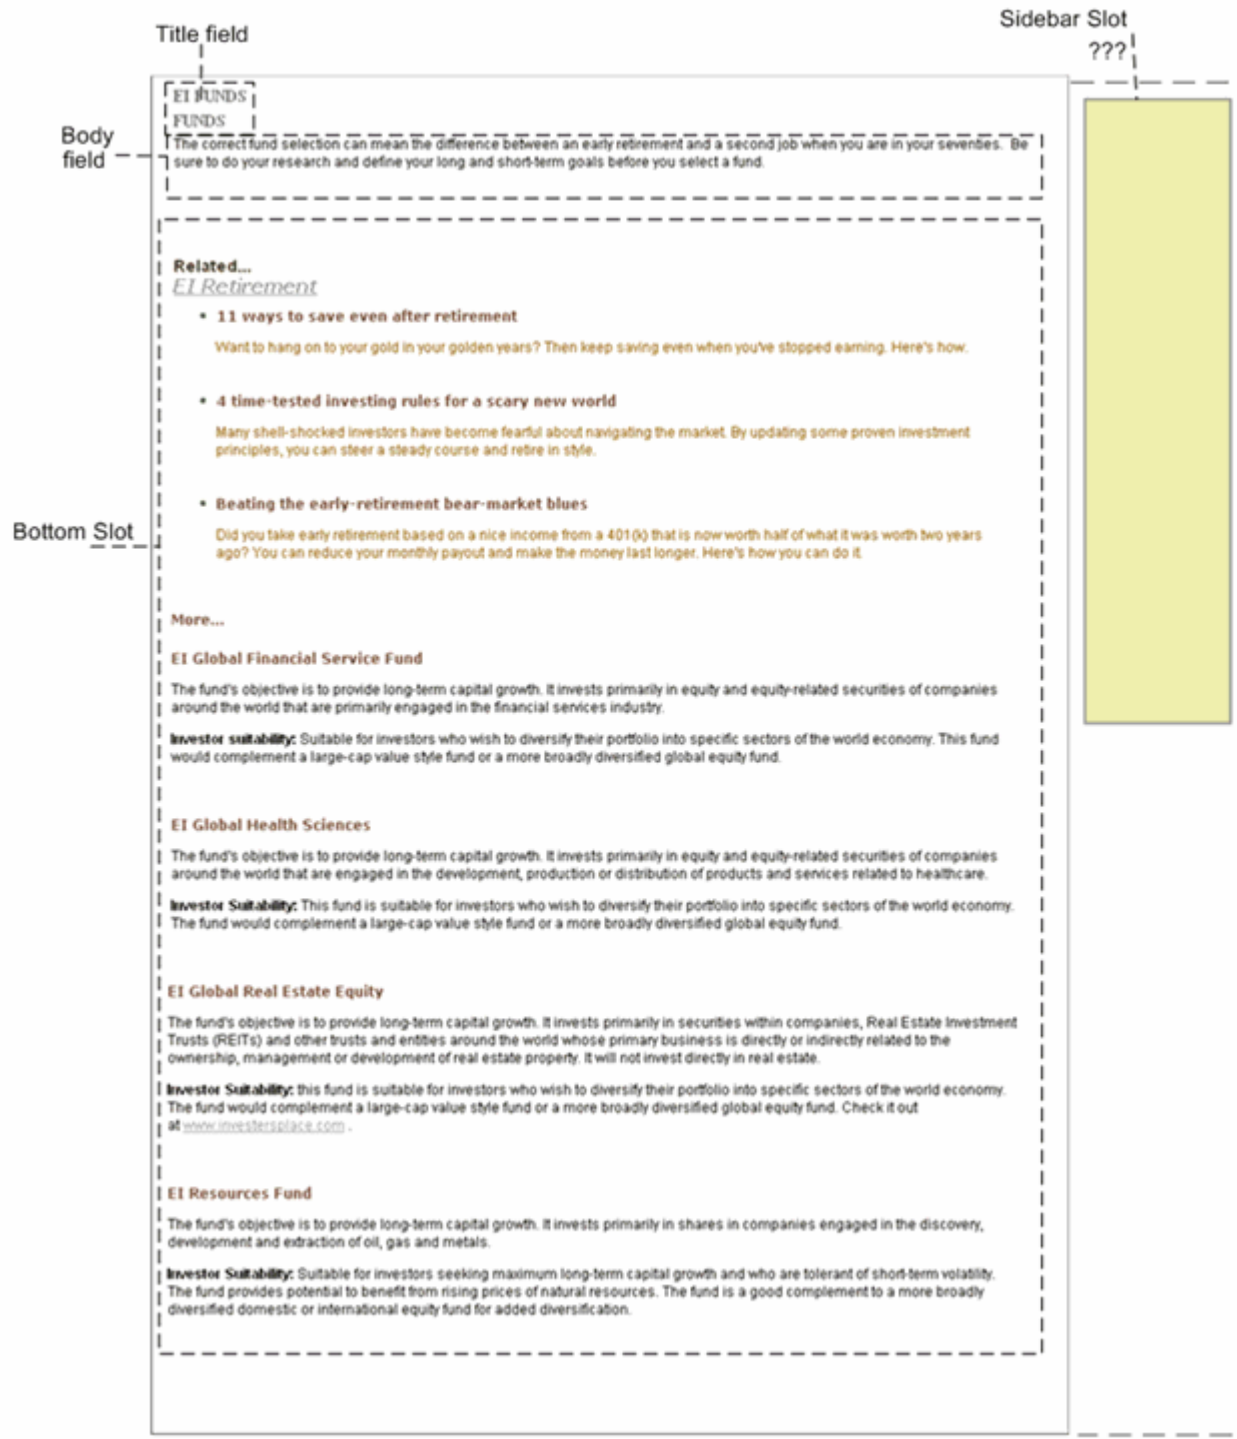 Title field
Sidebar Slot
???
EI FUNDS
FUNDS
Body
field
The correct fund selection can mean the difference between an early retirement and a second job when you are in your seventies. Be
sure to do your research and define your long and short-term goals before you select a fund.
Related...
EI Retirement
• 11 ways to save even after retirement
Want to hang on to your gold in your golden years? Then keep saving even when you've stopped earning. Here's how.
• 4 time-tested investing rules for a scary new world
Many shell-shocked investors have become fearful about navigating the market. By updating some proven investment
principles, you can steer a steady course and retire in style.
• Beating the early-retirement bear-market blues
Bottom Slot
Did you take early retirement based on a nice income from a 401(k) that is now worth half of what it was worth two years
ago? You can reduce your monthly payout and make the money last longer. Here's how you can do it.
More...
EI Global Financial Service Fund
The fund's objective is to provide long-term capital growth. It invests primarily in equity and equity-related securities of companies
around the world that are primarily engaged in the financial services industry.
Investor suitability: Suitable for investors who wish to diversify their portfolio into specific sectors of the world economy. This fund
would complement a large-cap value style fund or a more broadly diversified global equity fund.
EI Global Health Sciences
The fund's objective is to provide long-term capital growth. It invests primarily in equity and equity-related securities of companies
around the world that are engaged in the development, production or distribution of products and services related to healthcare.
Investor Suitability: This fund is suitable for investors who wish to diversify their portfolio into specific sectors of the world economy.
The fund would complement a large-cap value style fund or a more broadly diversified global equity fund.
EI Global Real Estate Equity
The fund's objective is to provide long-term capital growth. It invests primarily in securities within companies, Real Estate Investment
Trusts (REITs) and other trusts and entities around the world whose primary business is directly or indirectly related to the
ownership, management or development of real estate property. It will not invest directly in real estate.
Investor Suitability: this fund is suitable for investors who wish to diversify their portfolio into specific sectors of the world economy.
The fund would complement a large-cap value style fund or a more broadly diversified global equity fund. Check it out
at www.investersplace.com .
EI Resources Fund
The fund's objective is to provide long-term capital growth. It invests primarily in shares in companies engaged in the discovery,
development and extraction of oil, gas and metals.
Investor Suitability: Suitable for investors seeking maximum long-term capital growth and who are tolerant of short-term volatility.
The fund provides potential to benefit from rising prices of natural resources. The fund is a good complement to a more broadly
diversified domestic or international equity fund for added diversification.